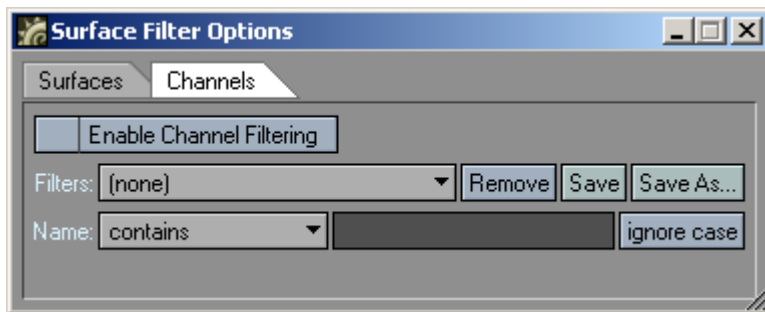 Surface Filter Options
Surfaces Channels
Enable Channel Filtering
Filters: (none) Remove Save Save As...
Name: contains ignore case